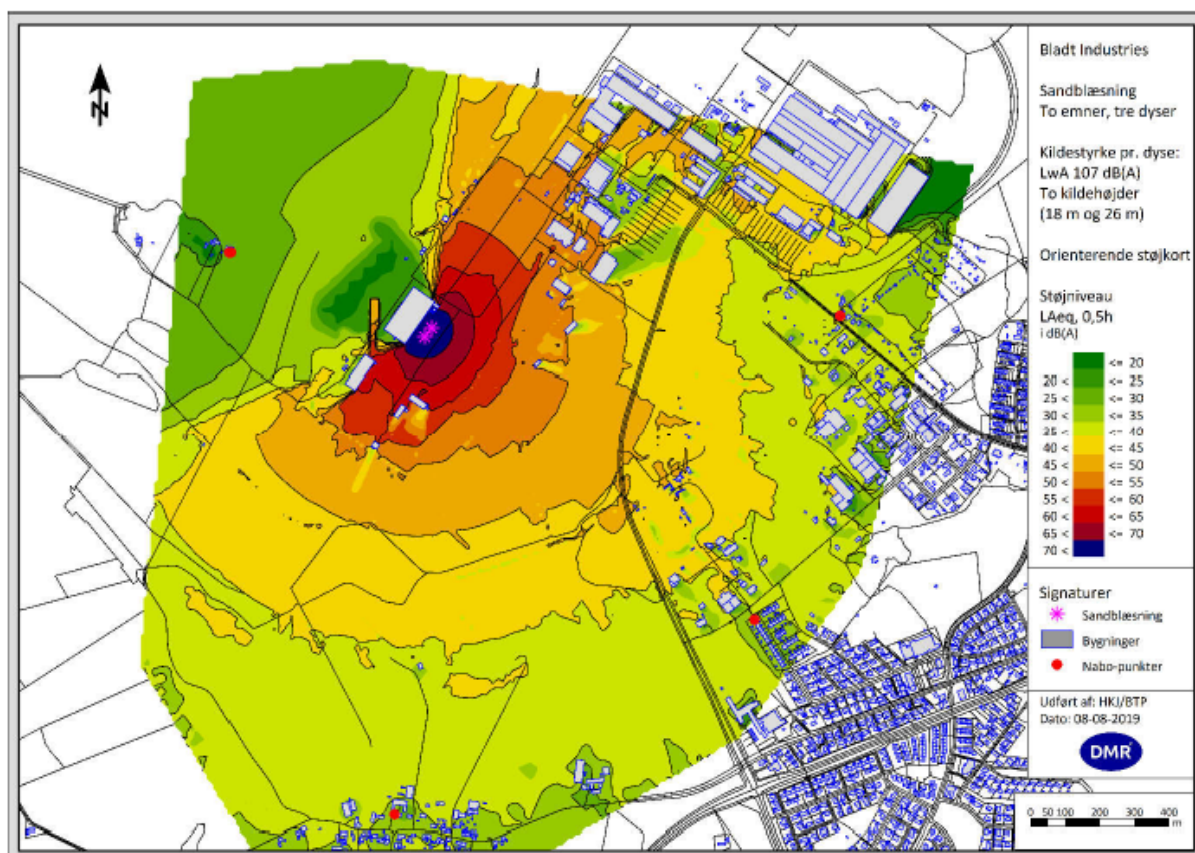 N
Bladt Industries
Sandblæsning
To emner, tre dyser
Kildestyrke pr. dyse:
LwA 107 dB(A)
To kildehøjder
(18 m og 26 m)
Orienterende støjkort
Støjniveau
LAeq, 0,5h
i dB(A)
<= 20
20 < <= 25
25 < <= 30
30 < <= 35
35 < <= 40
40 < <= 45
45 < <= 50
50 < <= 55
55 < <= 60
60 < <= 65
65 < <= 70
70 <
Signaturer
Sandblæsning
Bygninger
Nabo-punkter
Udført af: HKJ/BTP
Dato: 08-08-2019
DMR
0 50 100 200 300 400
m